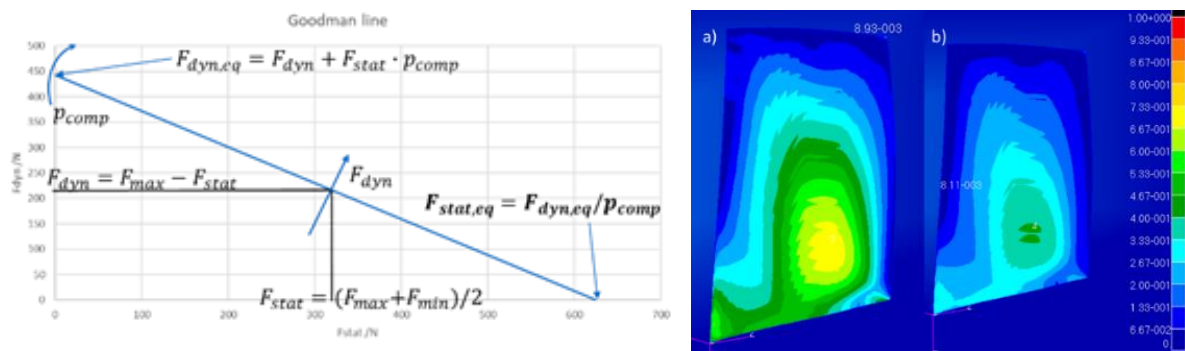 Goodman line
500
450
400
350
300
250
200
150
100
50
0
Fdyn /N
F_dyn,eq = F_dyn + F_stat · p_comp
p_comp
F_dyn = F_max − F_stat
F_dyn
F_stat,eq = F_dyn,eq/p_comp
F_stat = (F_max+F_min)/2
0 100 200 300 400 500 600 700
Fstat /N
a)
8.93-003
b)
8.11-003
1.00+000
9.33-001
8.67-001
8.00-001
7.33-001
6.67-001
6.00-001
5.33-001
4.67-001
4.00-001
3.33-001
2.67-001
2.00-001
1.33-001
6.67-002
0